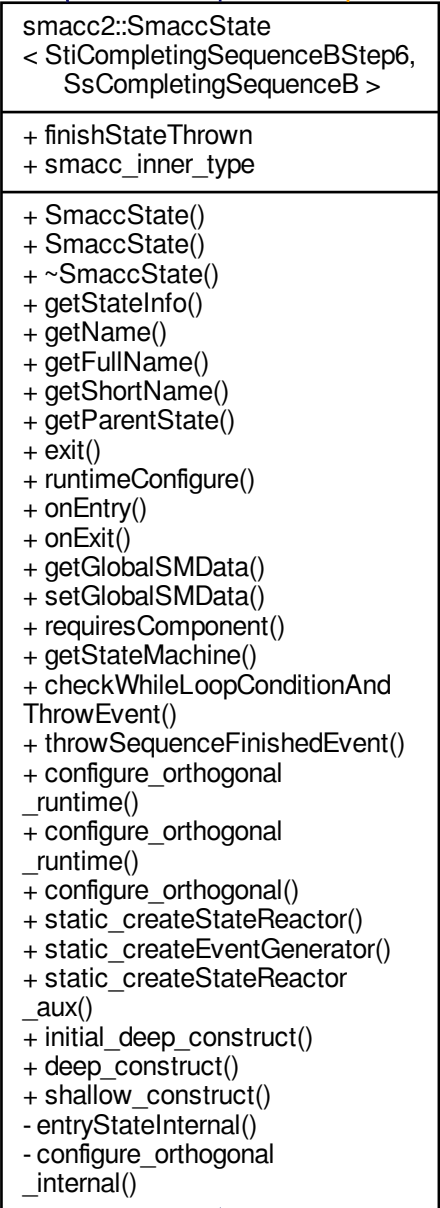 smacc2::SmaccState
< StiCompletingSequenceBStep6,
SsCompletingSequenceB >
+ finishStateThrown
+ smacc_inner_type
+ SmaccState()
+ SmaccState()
+ ~SmaccState()
+ getStateInfo()
+ getName()
+ getFullName()
+ getShortName()
+ getParentState()
+ exit()
+ runtimeConfigure()
+ onEntry()
+ onExit()
+ getGlobalSMData()
+ setGlobalSMData()
+ requiresComponent()
+ getStateMachine()
+ checkWhileLoopConditionAnd
ThrowEvent()
+ throwSequenceFinishedEvent()
+ configure_orthogonal
_runtime()
+ configure_orthogonal
_runtime()
+ configure_orthogonal()
+ static_createStateReactor()
+ static_createEventGenerator()
+ static_createStateReactor
_aux()
+ initial_deep_construct()
+ deep_construct()
+ shallow_construct()
- entryStateInternal()
- configure_orthogonal
_internal()